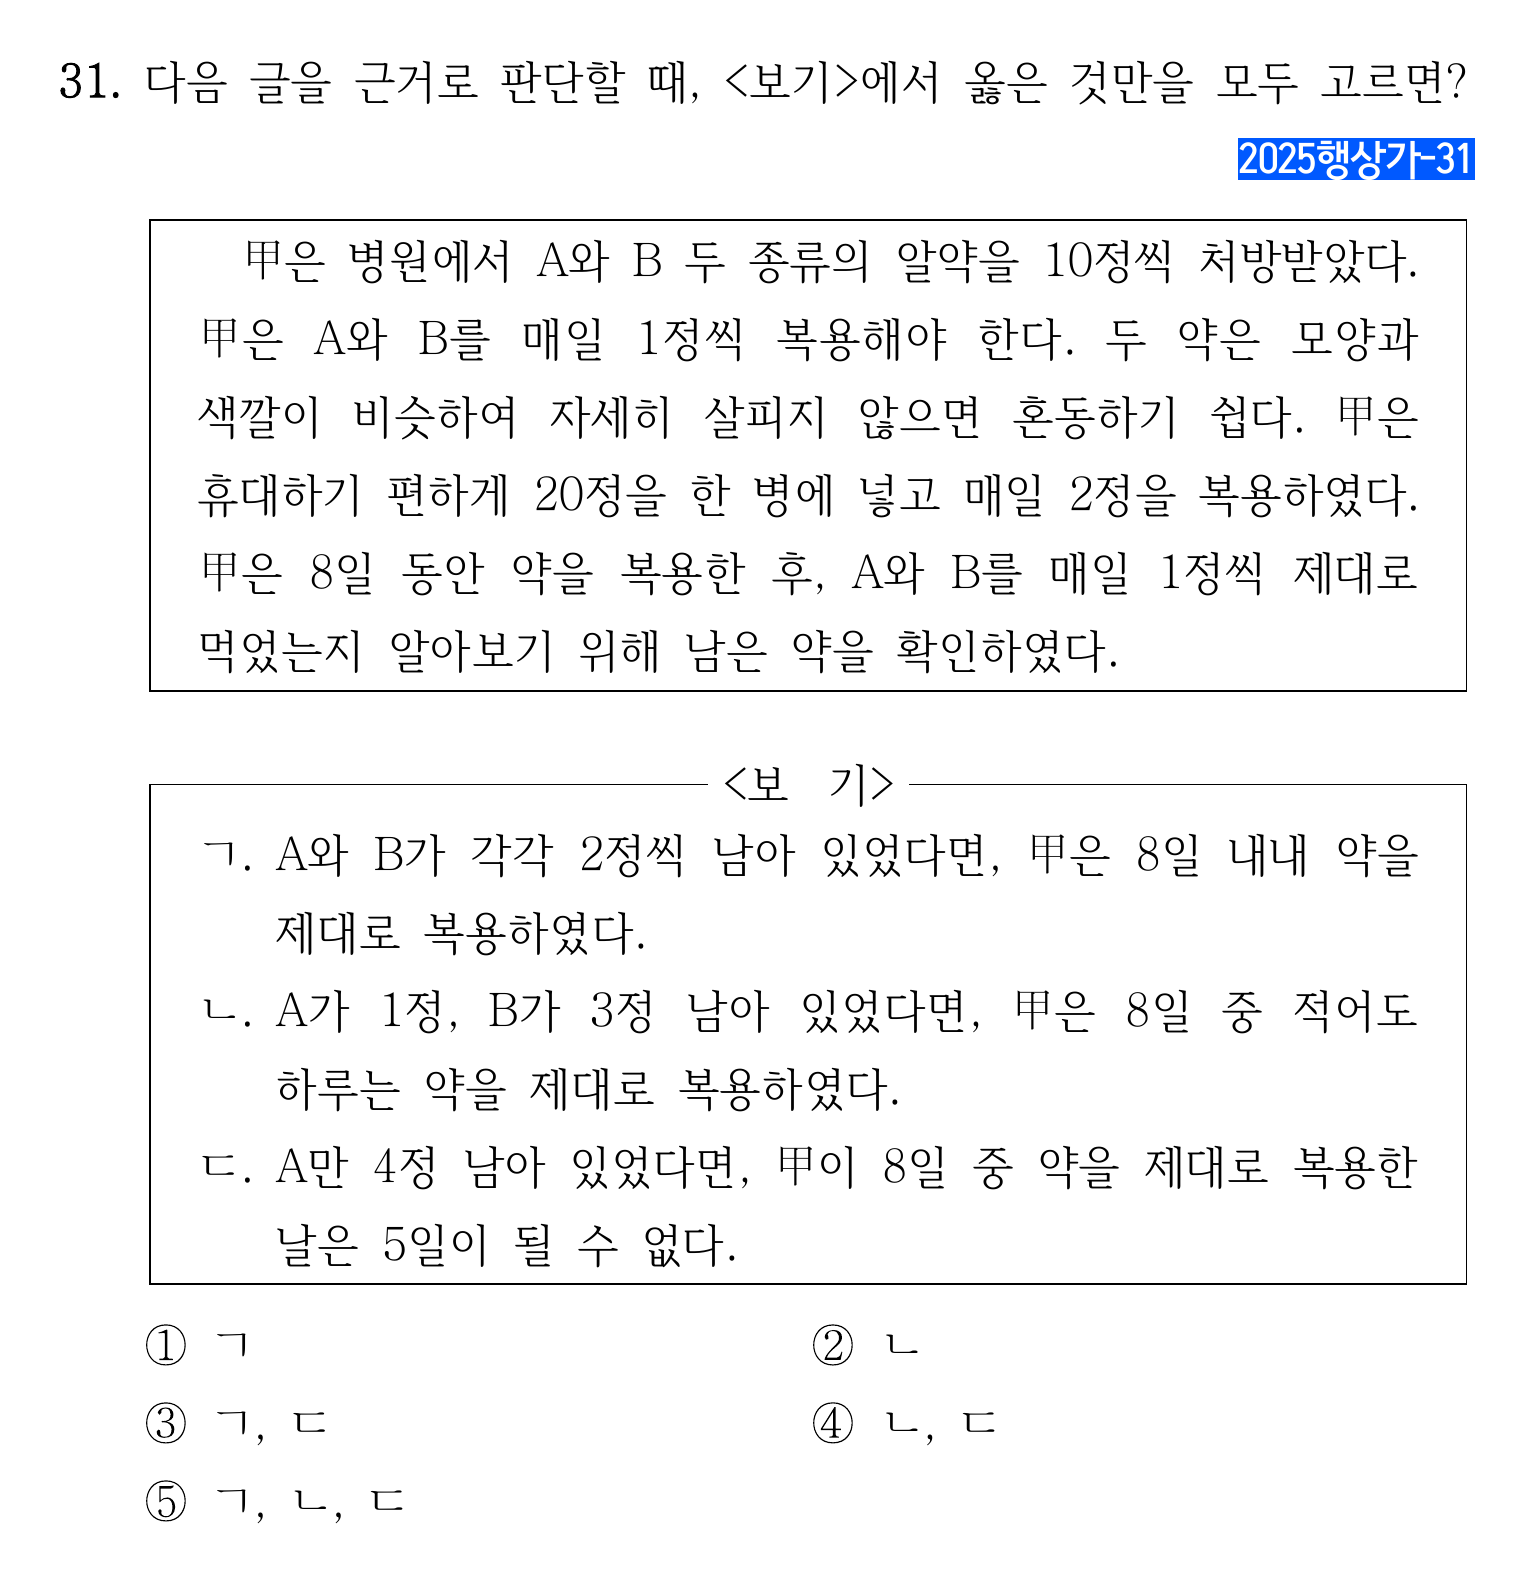 31. 다음 글을 근거로 판단할 때, <보기>에서 옳은 것만을 모두 고르면?
2025행상가-31
甲은 병원에서 A와 B 두 종류의 알약을 10정씩 처방받았다.
甲은 A와 B를 매일 1정씩 복용해야 한다. 두 약은 모양과
색깔이 비슷하여 자세히 살피지 않으면 혼동하기 쉽다. 甲은
휴대하기 편하게 20정을 한 병에 넣고 매일 2정을 복용하였다.
甲은 8일 동안 약을 복용한 후, A와 B를 매일 1정씩 제대로
먹었는지 알아보기 위해 남은 약을 확인하였다.
<보 기>
ㄱ. A와 B가 각각 2정씩 남아 있었다면, 甲은 8일 내내 약을
제대로 복용하였다.
ㄴ. A가 1정, B가 3정 남아 있었다면, 甲은 8일 중 적어도
하루는 약을 제대로 복용하였다.
ㄷ. A만 4정 남아 있었다면, 甲이 8일 중 약을 제대로 복용한
날은 5일이 될 수 없다.
① ㄱ
② ㄴ
③ ㄱ, ㄷ
④ ㄴ, ㄷ
⑤ ㄱ, ㄴ, ㄷ